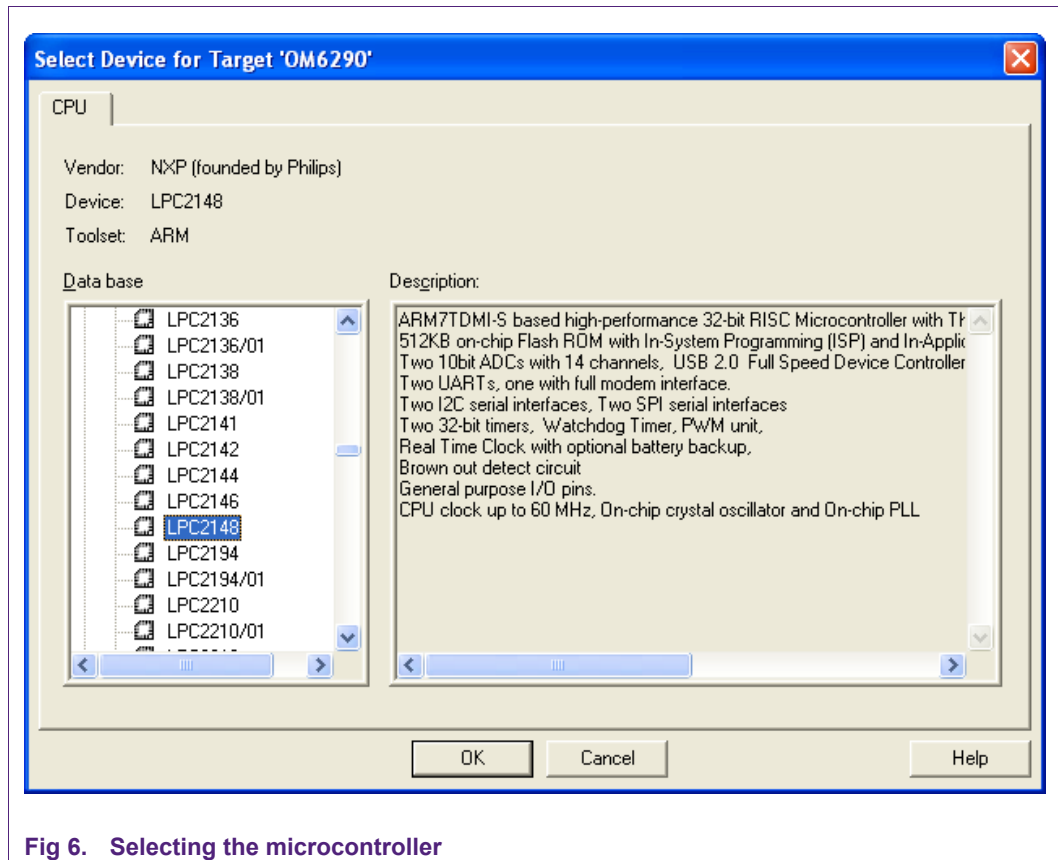 Select Device for Target 'OM6290'
CPU
Vendor: NXP (founded by Philips)
Device: LPC2148
Toolset: ARM
Data base
LPC2136
LPC2136/01
LPC2138
LPC2138/01
LPC2141
LPC2142
LPC2144
LPC2146
LPC2148
LPC2194
LPC2194/01
LPC2210
LPC2210/01
Description:
ARM7TDMI-S based high-performance 32-bit RISC Microcontroller with
512KB on-chip Flash ROM with In-System Programming (ISP) and
Two 10bit ADCs with 14 channels, USB 2.0 Full Speed Device Controller
Two UARTs, one with full modem interface.
Two I2C serial interfaces, Two SPI serial interfaces
Two 32-bit timers, Watchdog Timer, PWM unit,
Real Time Clock with optional battery backup,
Brown out detect circuit
General purpose I/O pins.
CPU clock up to 60 MHz, On-chip crystal oscillator and On-chip PLL
OK
Cancel
Help
Fig 6. Selecting the microcontroller